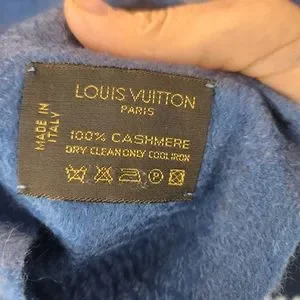 LOUIS VUITTON
PARIS
MADE IN
ITALY
100% CASHMERE
DRY CLEAN ONLY COOL IRON
P